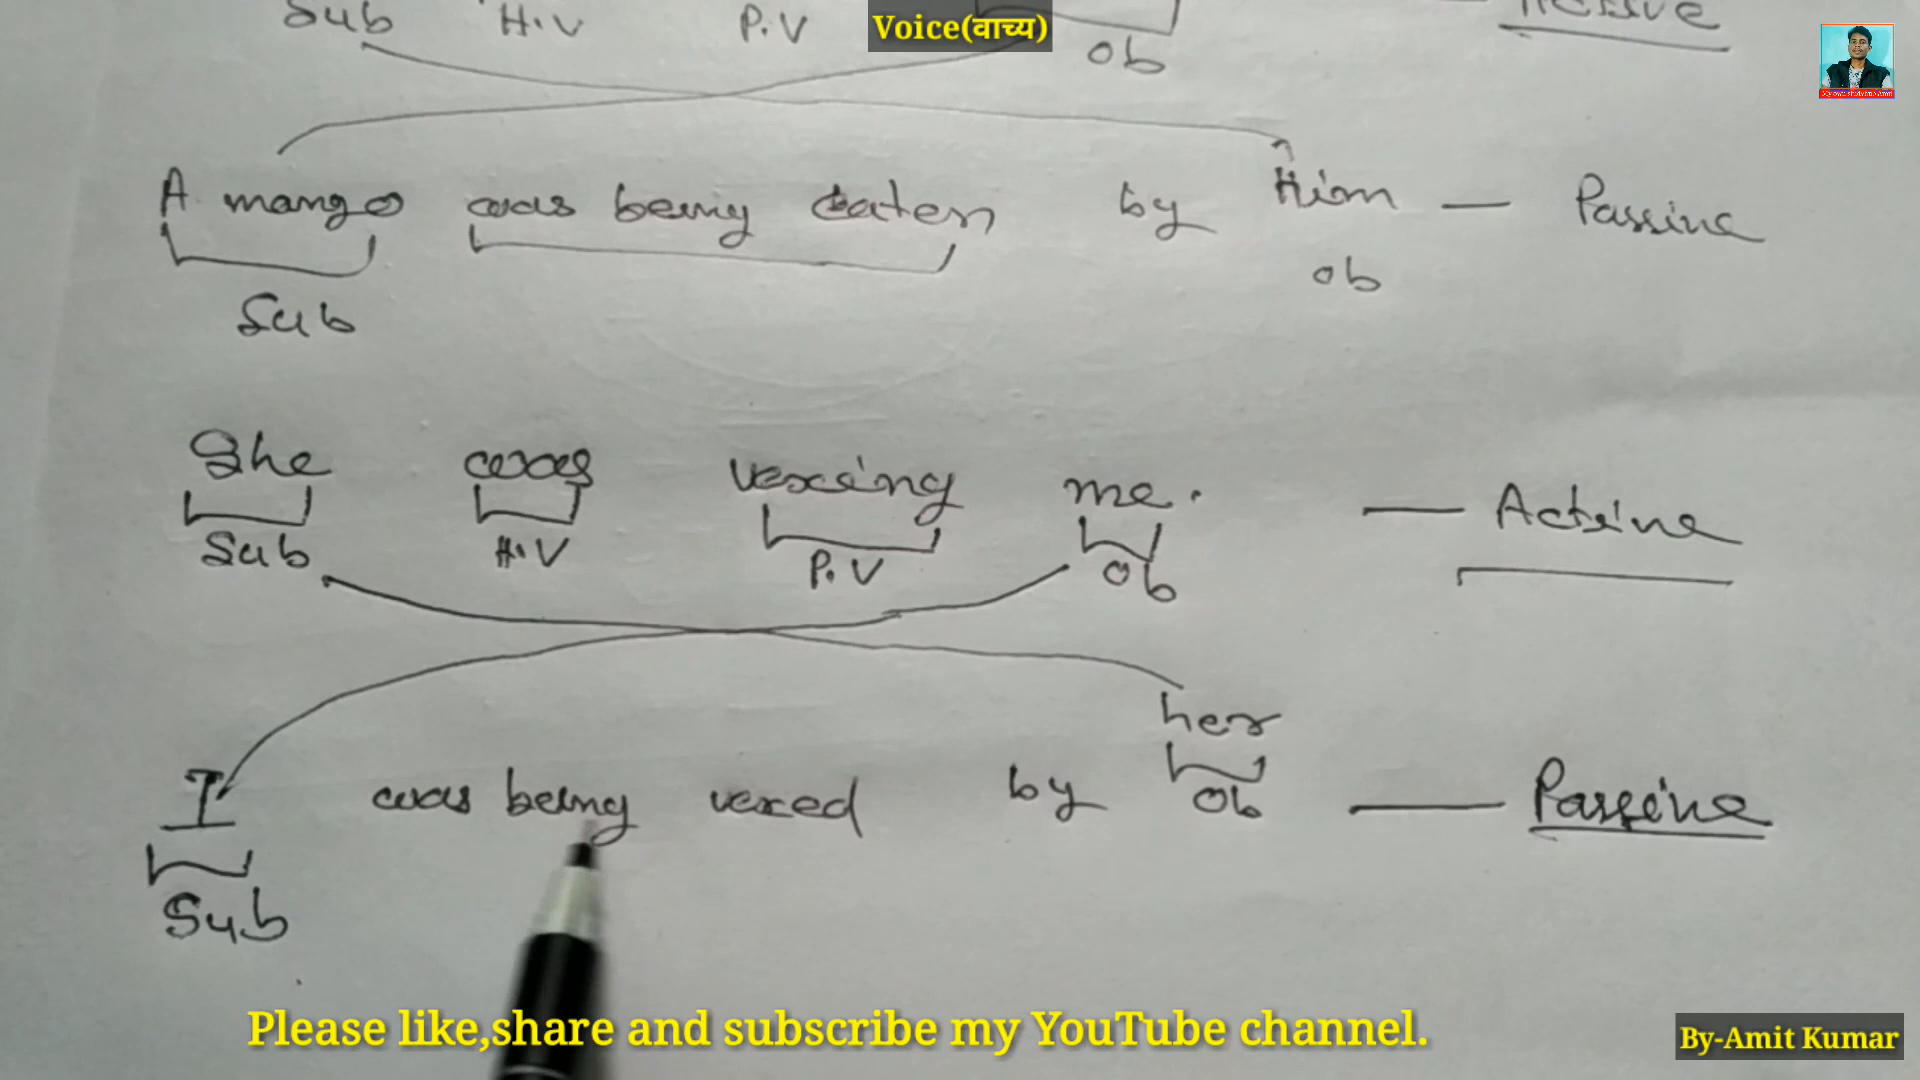 Voice(वाच्य)
Sub H.V P.V Active
Ob
A mango was being eaten by Him — Passive
Sub ob
She was vexing me. — Active
Sub H.V P.V Ob
her
I was being vexed by Ob — Passive
Sub
Please like,share and subscribe my YouTube channel.
By-Amit Kumar